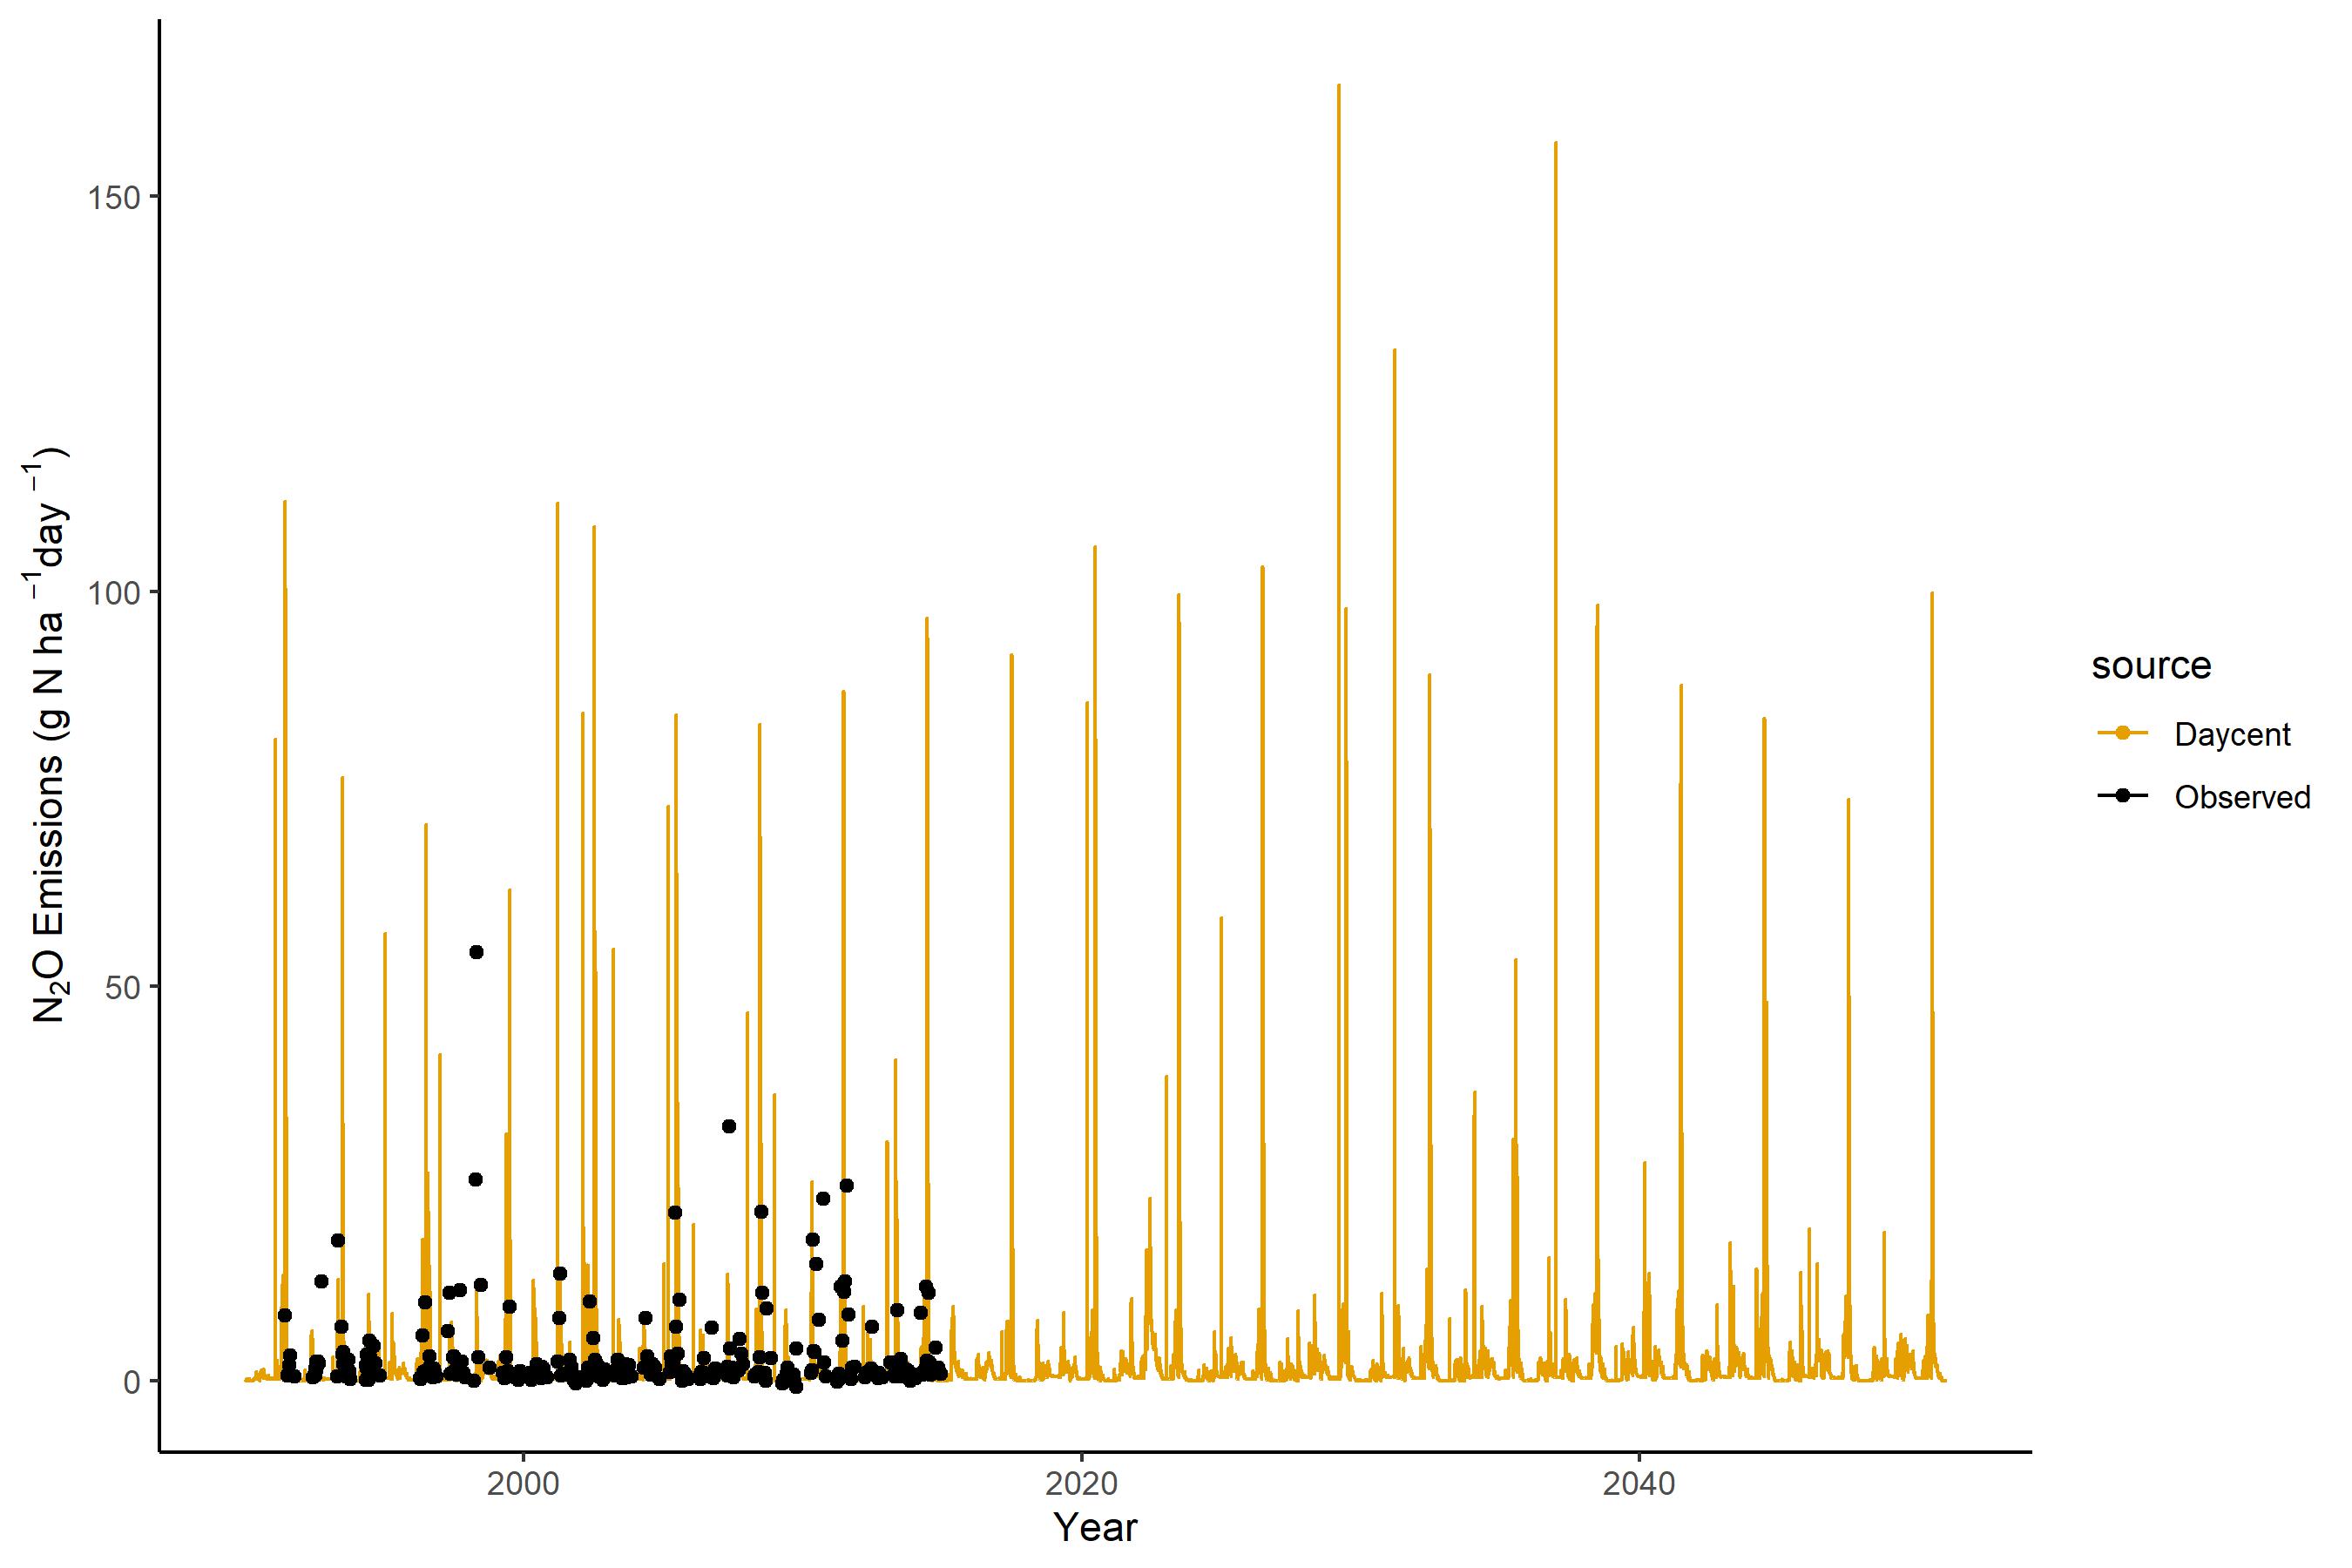 N₂O Emissions (g N ha ⁻¹day ⁻¹)
150
100
50
0
2000
2020
2040
Year
source
Daycent
Observed